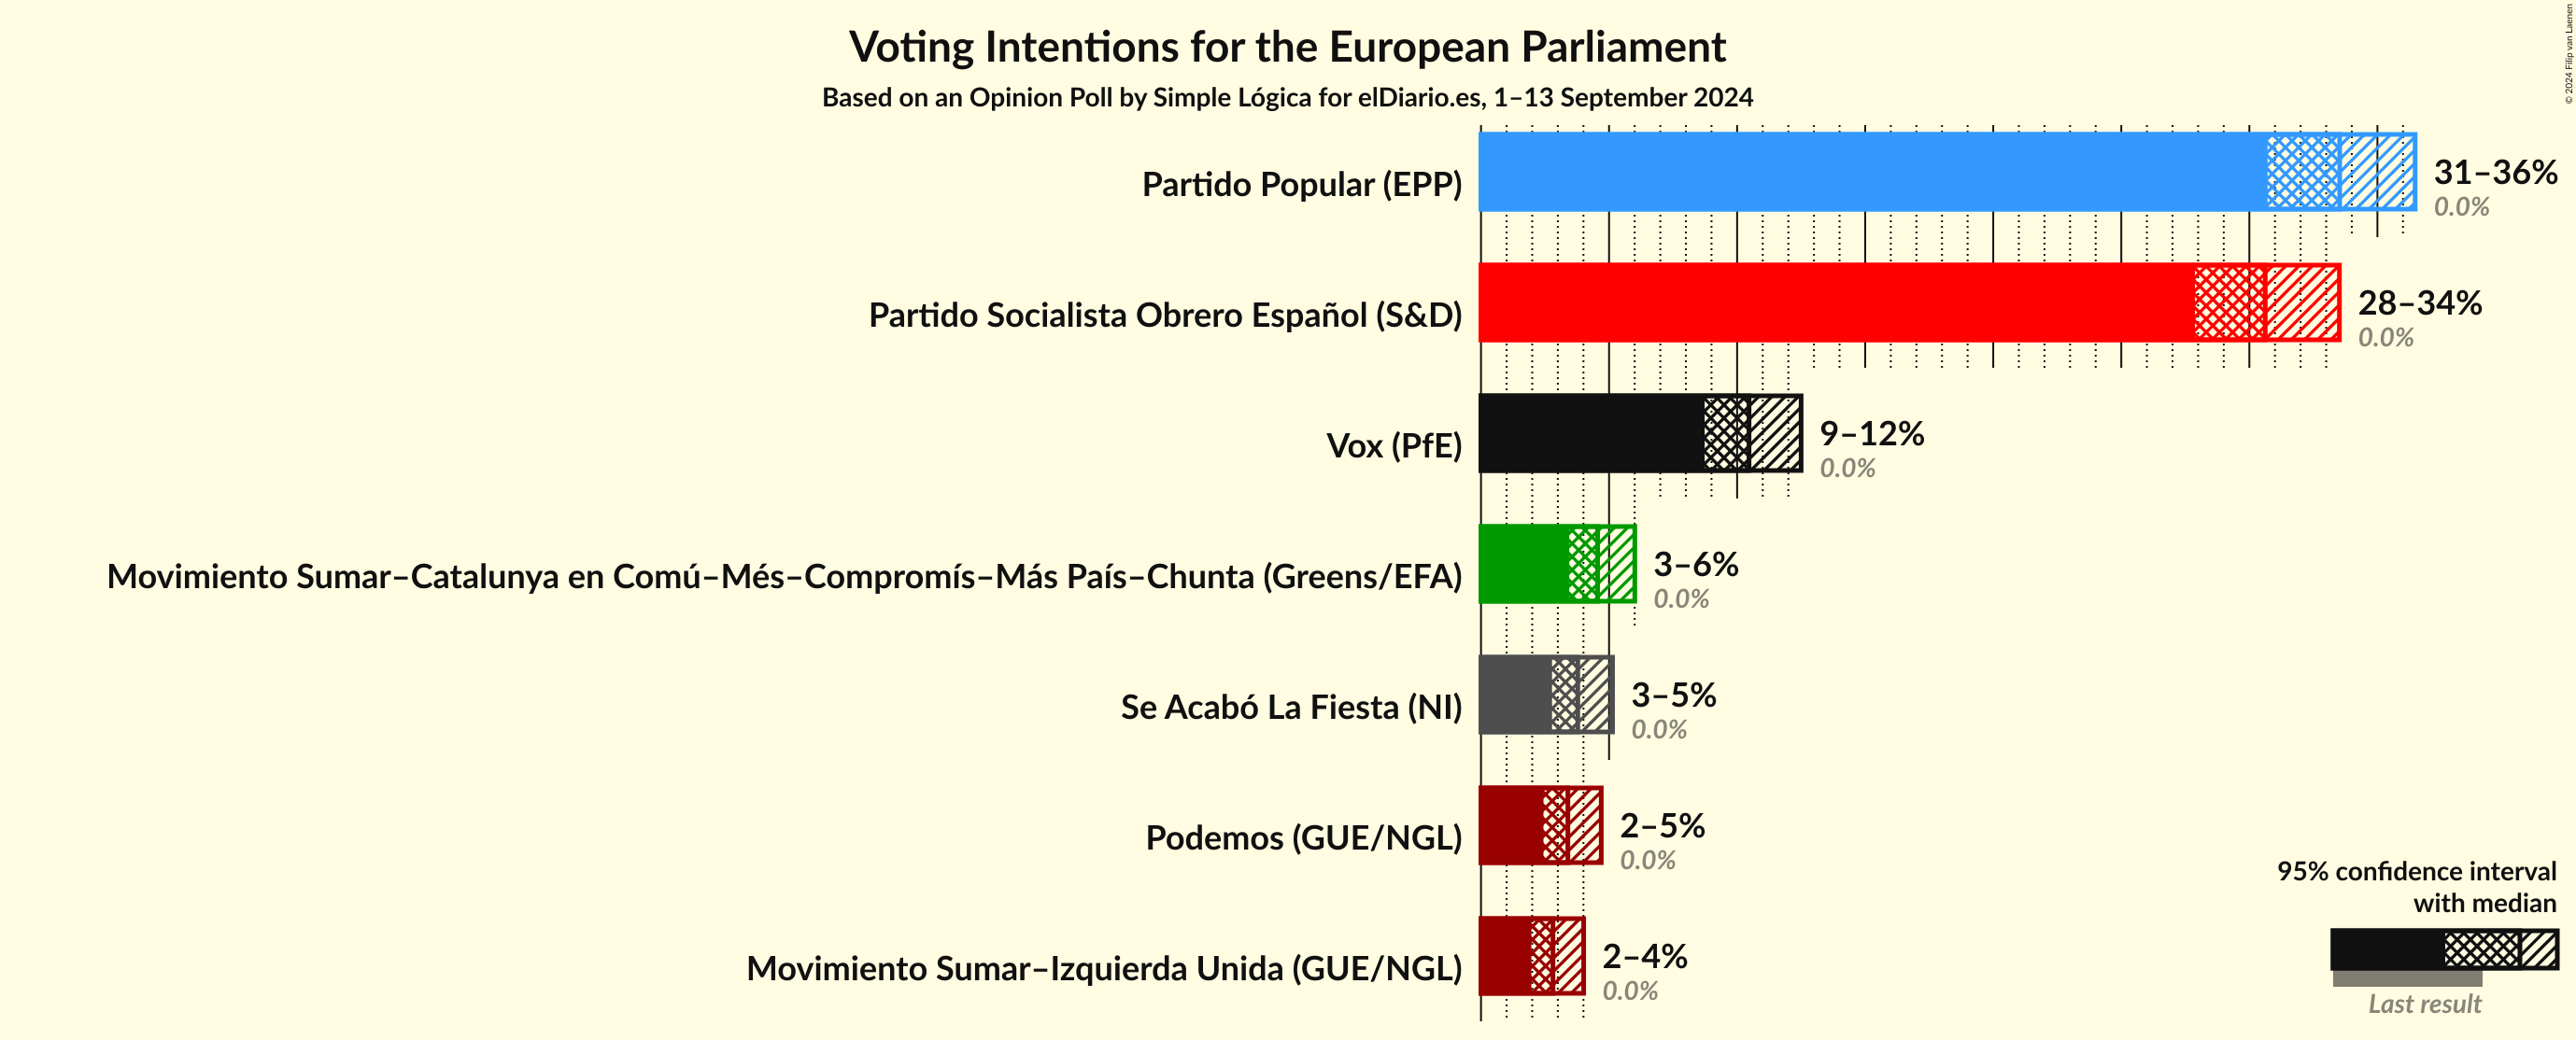 Voting Intentions for the European Parliament
Based on an Opinion Poll by Simple Lógica for elDiario.es, 1–13 September 2024
© 2024 Filip van Laenen
Partido Popular (EPP)
31–36%
0.0%
Partido Socialista Obrero Español (S&D)
28–34%
0.0%
Vox (PfE)
9–12%
0.0%
Movimiento Sumar–Catalunya en Comú–Més–Compromís–Más País–Chunta (Greens/EFA)
3–6%
0.0%
Se Acabó La Fiesta (NI)
3–5%
0.0%
Podemos (GUE/NGL)
2–5%
0.0%
Movimiento Sumar–Izquierda Unida (GUE/NGL)
2–4%
0.0%
95% confidence interval
with median
Last result